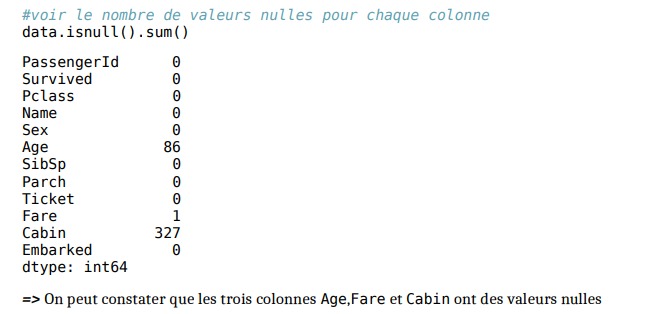 #voir le nombre de valeurs nulles pour chaque colonne
data.isnull().sum()
PassengerId 0
Survived 0
Pclass 0
Name 0
Sex 0
Age 86
SibSp 0
Parch 0
Ticket 0
Fare 1
Cabin 327
Embarked 0
dtype: int64
=> On peut constater que les trois colonnes Age,Fare et Cabin ont des valeurs nulles